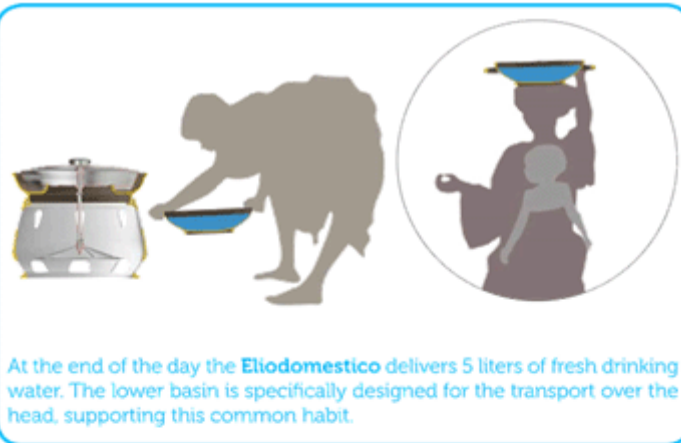 At the end of the day the Eliodomestico delivers 5 liters of fresh drinking
water. The lower basin is specifically designed for the transport over the
head, supporting this common habit.